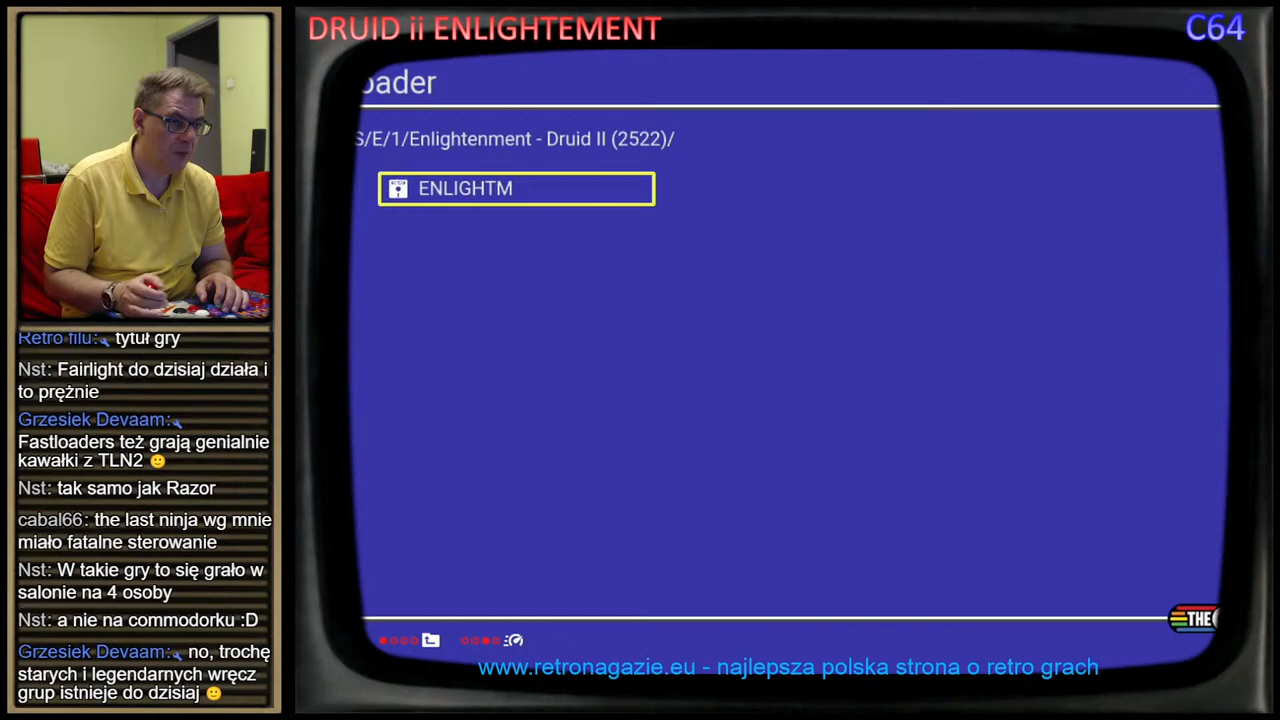 DRUID ii ENLIGHTEMENT
C64
oader
S/E/1/Enlightenment - Druid II (2522)/
ENLIGHTM
THE
www.retronagazie.eu - najlepsza polska strona o retro grach
Retro filu: tytuł gry
Nst: Fairlight do dzisiaj działa i
to prężnie
Grzesiek Devaam:
Fastloaders też grają genialnie
kawałki z TLN2 🙂
Nst: tak samo jak Razor
cabal66: the last ninja wg mnie
miało fatalne sterowanie
Nst: W takie gry to się grało w
salonie na 4 osoby
Nst: a nie na commodorku :D
Grzesiek Devaam: no, trochę
starych i legendarnych wręcz
grup istnieje do dzisiaj 🙂